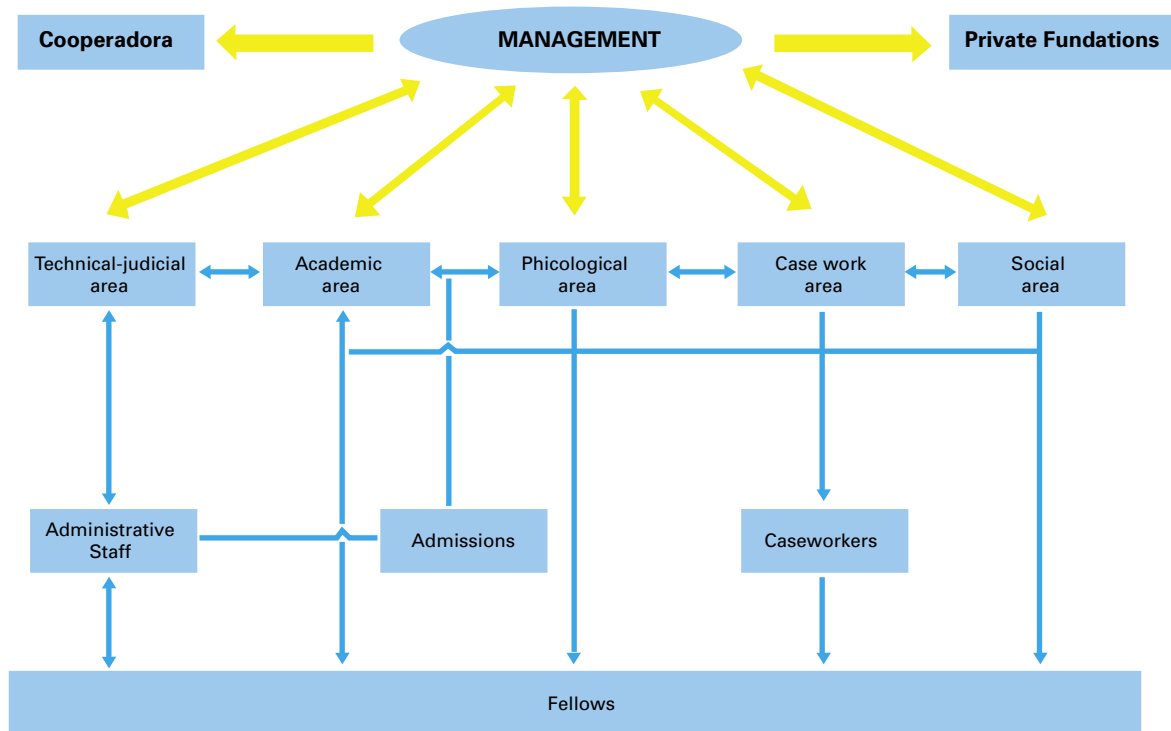 Cooperadora
MANAGEMENT
Private Fundations
Technical-judicial
area
Academic
area
Phicological
area
Case work
area
Social
area
Administrative
Staff
Admissions
Caseworkers
Fellows